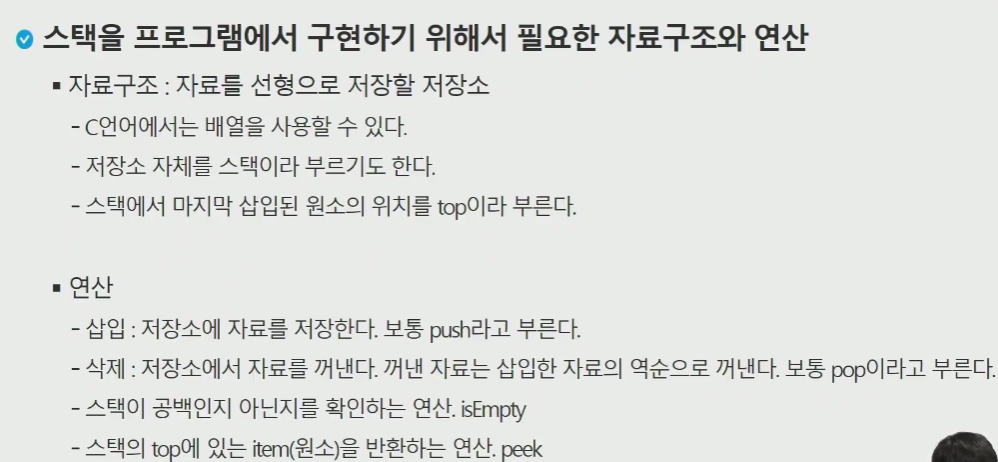 스택을 프로그램에서 구현하기 위해서 필요한 자료구조와 연산
▪ 자료구조 : 자료를 선형으로 저장할 저장소
- C언어에서는 배열을 사용할 수 있다.
- 저장소 자체를 스택이라 부르기도 한다.
- 스택에서 마지막 삽입된 원소의 위치를 top이라 부른다.
▪ 연산
- 삽입 : 저장소에 자료를 저장한다. 보통 push라고 부른다.
- 삭제 : 저장소에서 자료를 꺼낸다. 꺼낸 자료는 삽입한 자료의 역순으로 꺼낸다. 보통 pop이라고 부른다.
- 스택이 공백인지 아닌지를 확인하는 연산. isEmpty
- 스택의 top에 있는 item(원소)을 반환하는 연산. peek